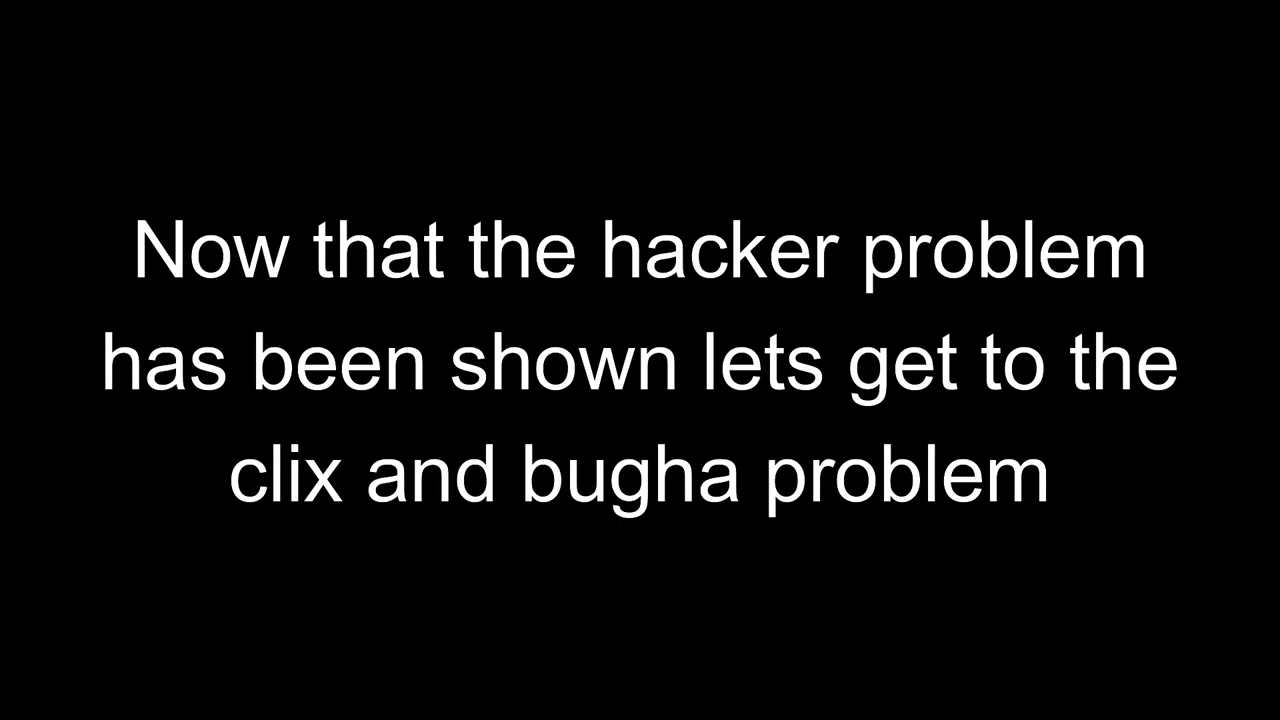 Now that the hacker problem
has been shown lets get to the
clix and bugha problem